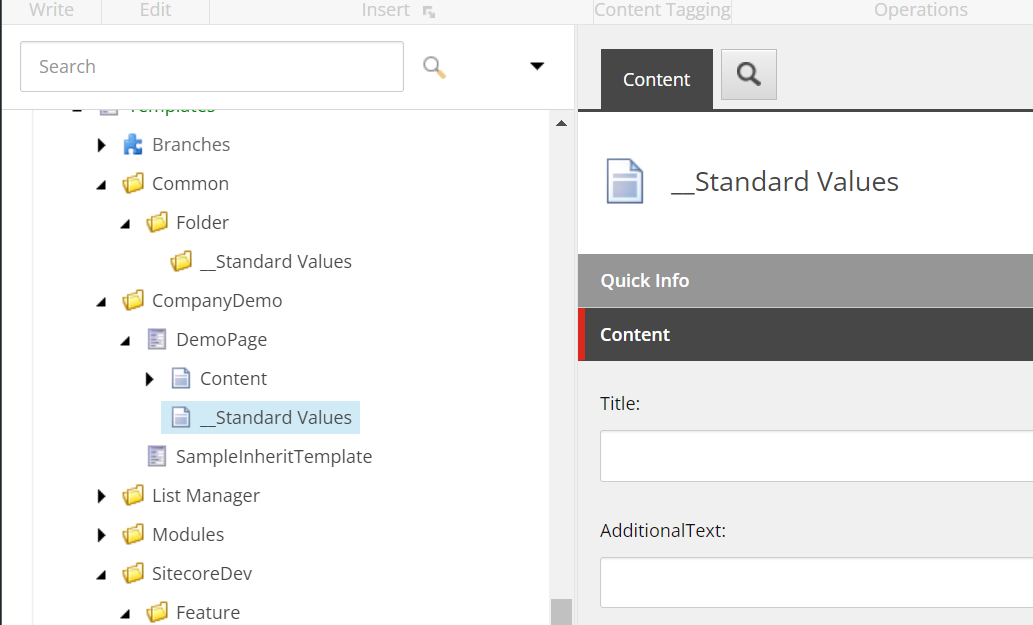 Write
Edit
Insert
Content Tagging
Operations
Search
Templates
Branches
Common
Folder
__Standard Values
CompanyDemo
DemoPage
Content
__Standard Values
SampleInheritTemplate
List Manager
Modules
SitecoreDev
Feature
Content
__Standard Values
Quick Info
Content
Title:
AdditionalText: